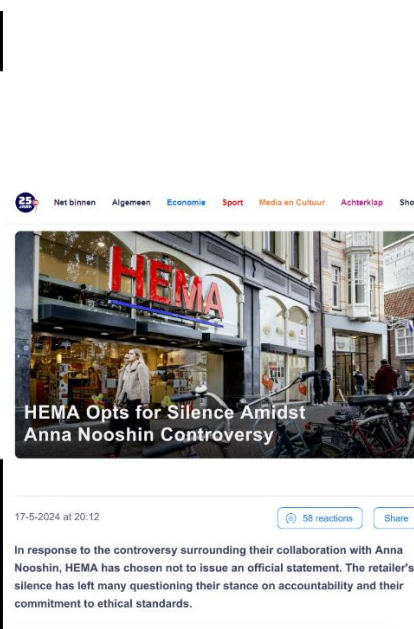 25 JAAR
Net binnen Algemeen Economie Sport Media en Cultuur Achterklap Sho
HEMA
HEMA Opts for Silence Amidst
Anna Nooshin Controversy
17-5-2024 at 20:12
58 reactions Share
In response to the controversy surrounding their collaboration with Anna
Nooshin, HEMA has chosen not to issue an official statement. The retailer's
silence has left many questioning their stance on accountability and their
commitment to ethical standards.